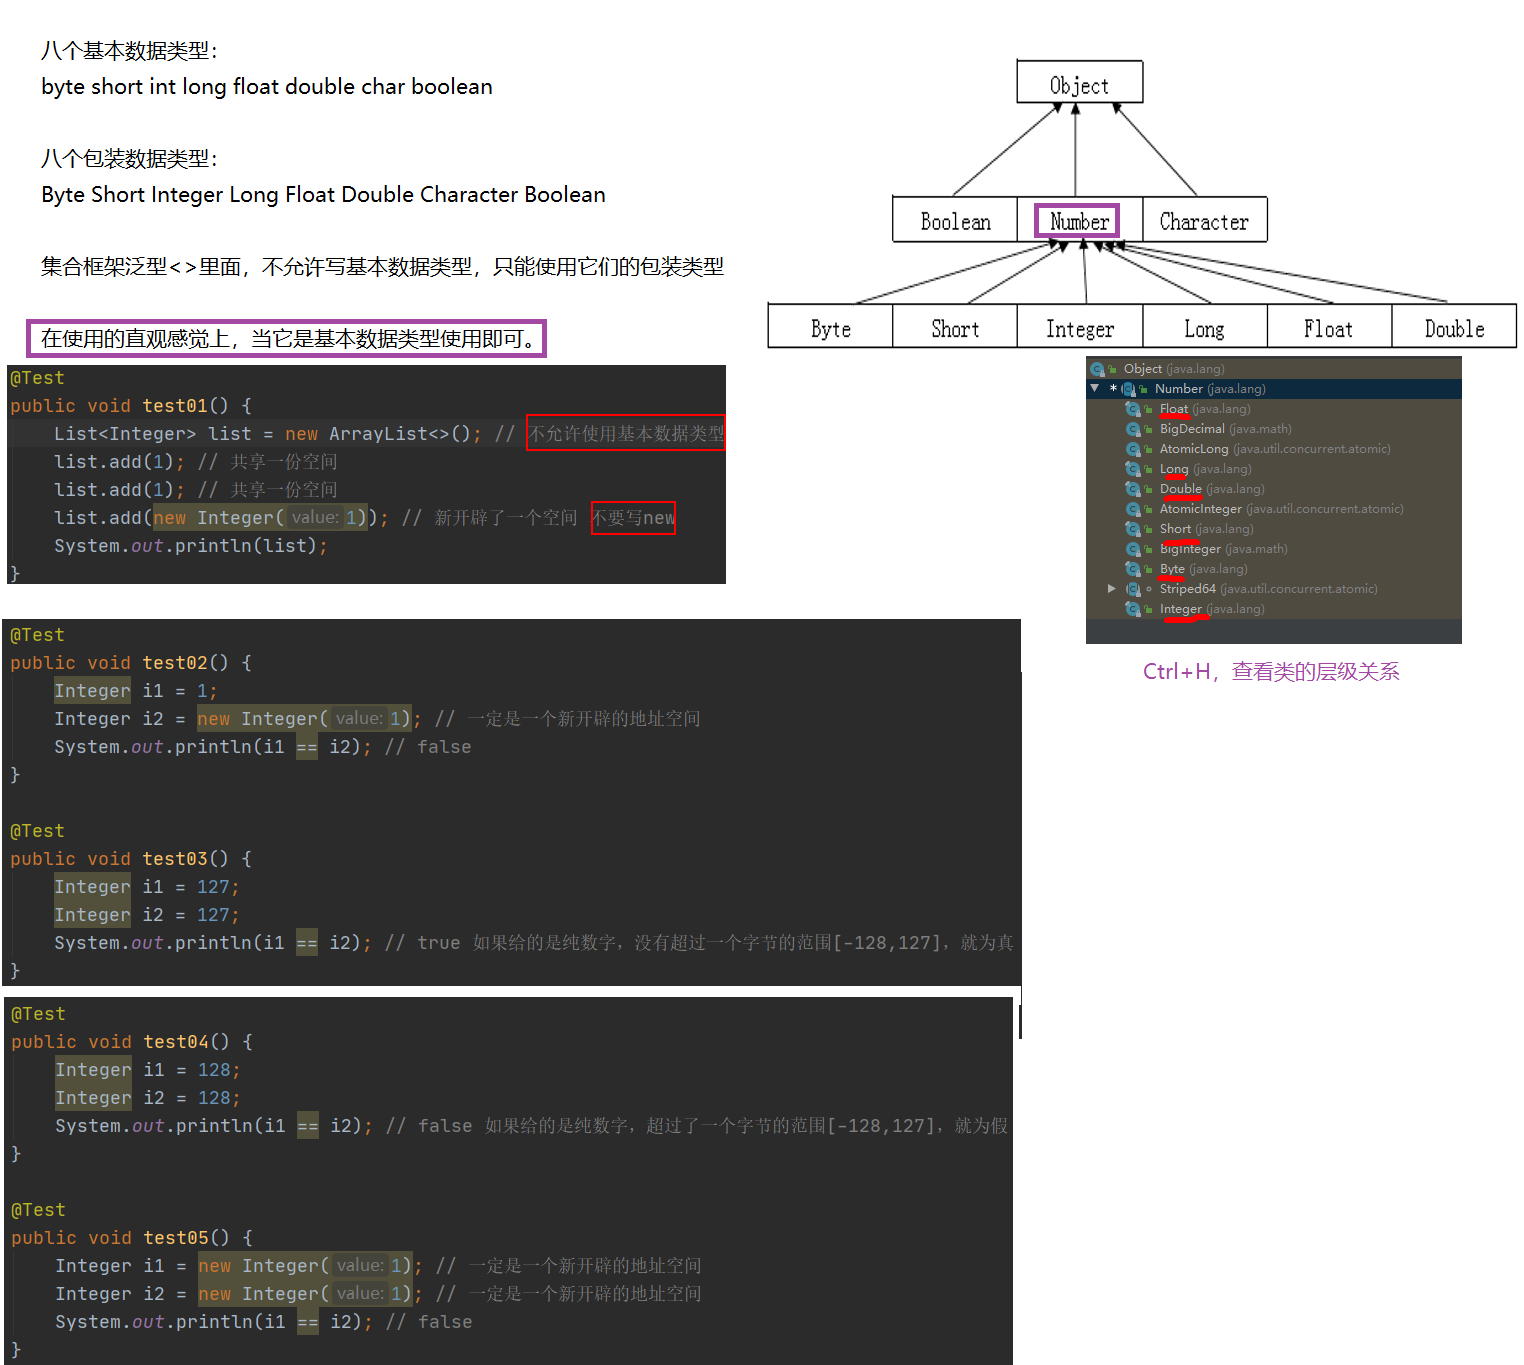 八个基本数据类型：
byte short int long float double char boolean
八个包装数据类型：
Byte Short Integer Long Float Double Character Boolean
集合框架泛型<>里面，不允许写基本数据类型，只能使用它们的包装类型
在使用的直观感觉上，当它是基本数据类型使用即可。
@Test
public void test01() {
    List<Integer> list = new ArrayList<>(); // 不允许使用基本数据类型
    list.add(1); // 共享一份空间
    list.add(1); // 共享一份空间
    list.add(new Integer( value: 1)); // 新开辟了一个空间 不要写new
    System.out.println(list);
}
@Test
public void test02() {
    Integer i1 = 1;
    Integer i2 = new Integer( value: 1); // 一定是一个新开辟的地址空间
    System.out.println(i1 == i2); // false
}
@Test
public void test03() {
    Integer i1 = 127;
    Integer i2 = 127;
    System.out.println(i1 == i2); // true 如果给的是纯数字，没有超过一个字节的范围[-128,127]，就为真
}
@Test
public void test04() {
    Integer i1 = 128;
    Integer i2 = 128;
    System.out.println(i1 == i2); // false 如果给的是纯数字，超过了一个字节的范围[-128,127]，就为假
}
@Test
public void test05() {
    Integer i1 = new Integer( value: 1); // 一定是一个新开辟的地址空间
    Integer i2 = new Integer( value: 1); // 一定是一个新开辟的地址空间
    System.out.println(i1 == i2); // false
}
Object
Boolean Number Character
Byte Short Integer Long Float Double
Object (java.lang)
* Number (java.lang)
Float (java.lang)
BigDecimal (java.math)
AtomicLong (java.util.concurrent.atomic)
Long (java.lang)
Double (java.lang)
AtomicInteger (java.util.concurrent.atomic)
Short (java.lang)
BigInteger (java.math)
Byte (java.lang)
Striped64 (java.util.concurrent.atomic)
Integer (java.lang)
Ctrl+H，查看类的层级关系